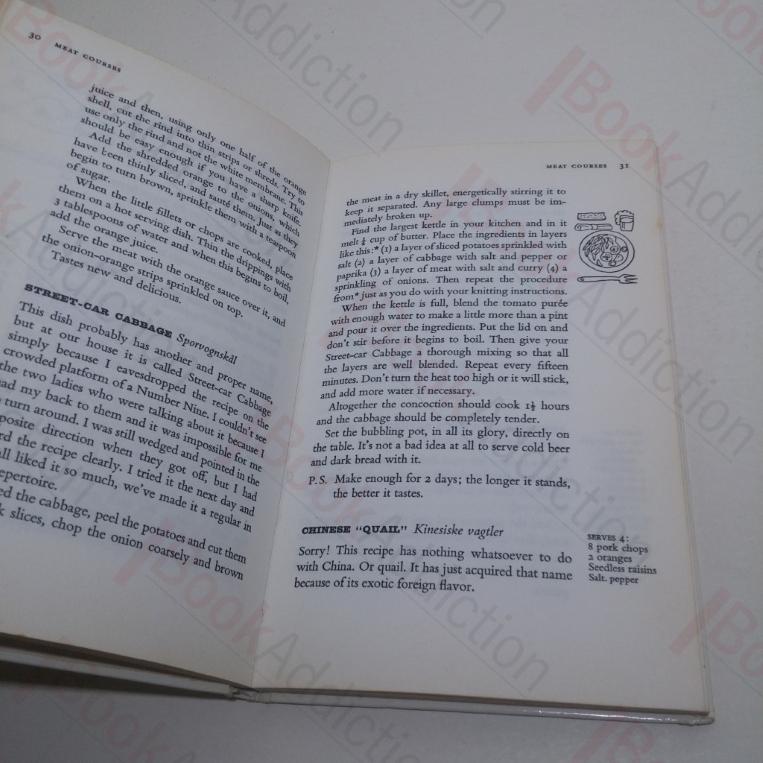 30 MEAT COURSES
juice and then, using only one half of the orange
shell, cut the rind into thin strips or shreds. Try to
use only the rind and not the white membrane. This
should be easy enough if you have a sharp knife.
Add the shredded orange to the onions, which
have been thinly sliced, and sauté them. Just as they
begin to turn brown, sprinkle them with a teaspoon
of sugar.
When the little fillets or chops are cooked, place
them on a hot serving dish. Thin the drippings with
3 tablespoons of water and when this begins to boil,
add the orange juice.
Serve the meat with the orange sauce over it, and
the onion-orange strips sprinkled on top.
Tastes new and delicious.
STREET-CAR CABBAGE Sporvognskål
This dish probably has another and proper name,
but at our house it is called Street-car Cabbage
simply because I eavesdropped the recipe on the
crowded platform of a Number Nine. I couldn't see
the two ladies who were talking about it because I
had my back to them and it was impossible for me
turn around. I was still wedged and pointed in the
posite direction when they got off, but I had
rd the recipe clearly. I tried it the next day and
ll liked it so much, we've made it a regular in
epertoire.
ed the cabbage, peel the potatoes and cut them
k slices, chop the onion coarsely and brown
MEAT COURSES 31
the meat in a dry skillet, energetically stirring it to
keep it separated. Any large clumps must be im-
mediately broken up.
Find the largest kettle in your kitchen and in it
melt ¼ cup of butter. Place the ingredients in layers
like this:* (1) a layer of sliced potatoes sprinkled with
salt (2) a layer of cabbage with salt and pepper or
paprika (3) a layer of meat with salt and curry (4) a
sprinkling of onions. Then repeat the procedure
from* just as you do with your knitting instructions.
When the kettle is full, blend the tomato purée
with enough water to make a little more than a pint
and pour it over the ingredients. Put the lid on and
don't stir before it begins to boil. Then give your
Street-car Cabbage a thorough mixing so that all
the layers are well blended. Repeat every fifteen
minutes. Don't turn the heat too high or it will stick,
and add more water if necessary.
Altogether the concoction should cook 1½ hours
and the cabbage should be completely tender.
Set the bubbling pot, in all its glory, directly on
the table. It's not a bad idea at all to serve cold beer
and dark bread with it.
P.S. Make enough for 2 days; the longer it stands,
the better it tastes.
CHINESE "QUAIL" Kinesiske vagtler
Sorry! This recipe has nothing whatsoever to do
with China. Or quail. It has just acquired that name
because of its exotic foreign flavor.
SERVES 4:
8 pork chops
2 oranges
Seedless raisins
Salt, pepper
BookAddiction